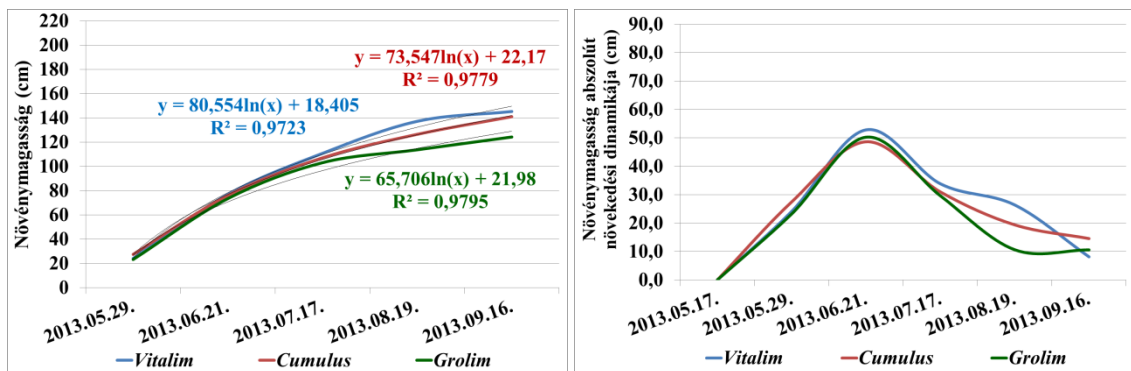 Növénymagasság (cm)
220
200
180
160
140
120
100
80
60
40
20
0
y = 73,547ln(x) + 22,17
R² = 0,9779
y = 80,554ln(x) + 18,405
R² = 0,9723
y = 65,706ln(x) + 21,98
R² = 0,9795
2013.05.29.
2013.06.21.
2013.07.17.
2013.08.19.
2013.09.16.
Vitalim
Cumulus
Grolim
Növénymagasság abszolút
növekedési dinamikája (cm)
90,0
80,0
70,0
60,0
50,0
40,0
30,0
20,0
10,0
0,0
2013.05.17.
2013.05.29.
2013.06.21.
2013.07.17.
2013.08.19.
2013.09.16.
Vitalim
Cumulus
Grolim